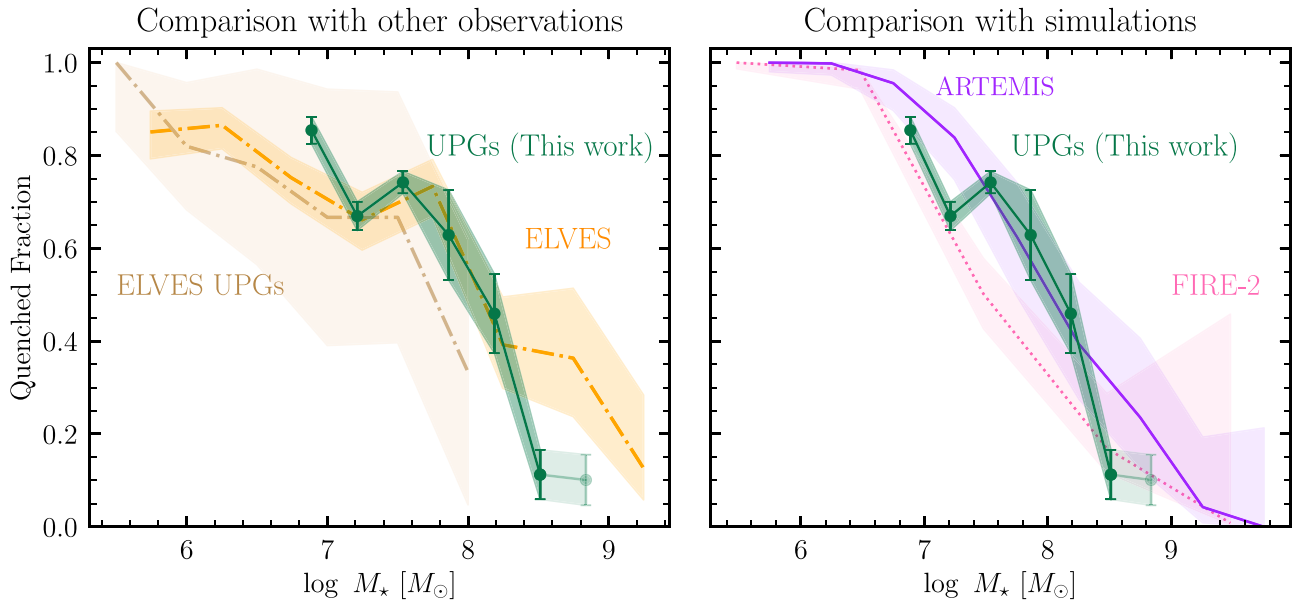 Comparison with other observations
Comparison with simulations
Quenched Fraction
1.0
0.8
0.6
0.4
0.2
0.0
UPGs (This work)
ELVES
ELVES UPGs
6
7
8
9
log M⋆ [M⊙]
ARTEMIS
UPGs (This work)
FIRE-2
6
7
8
9
log M⋆ [M⊙]